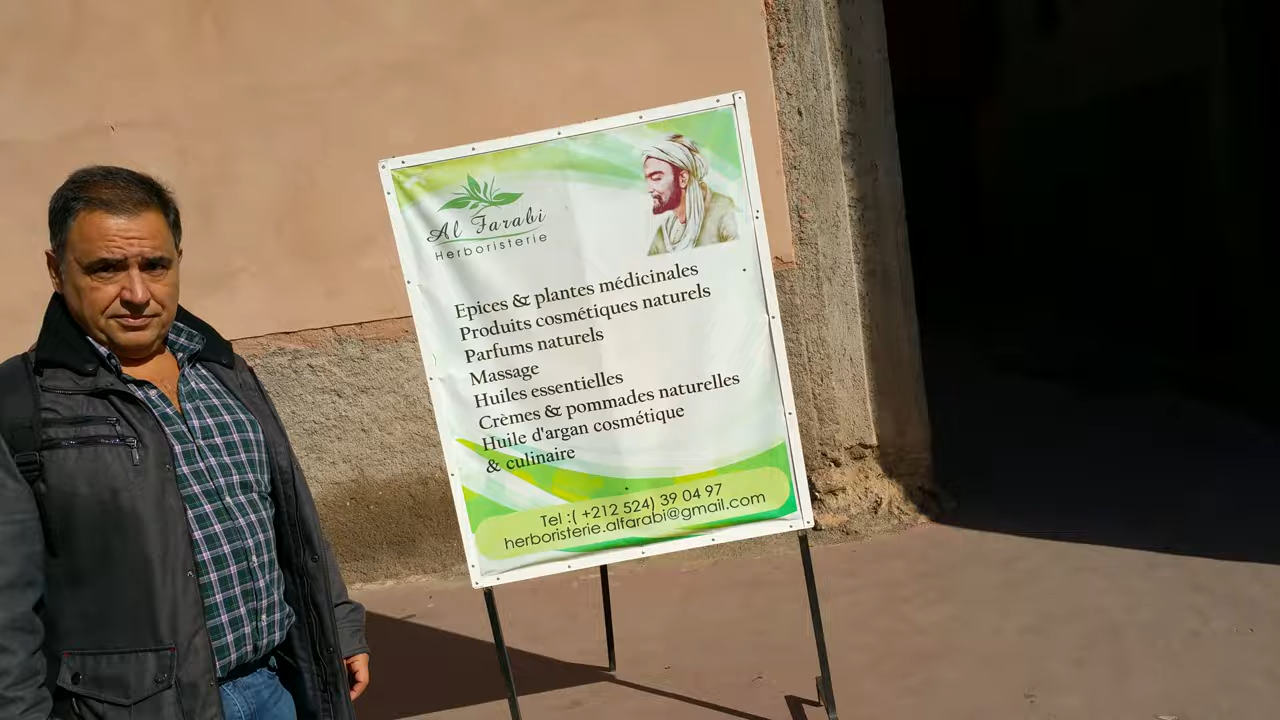 Al Farabi
Herboristerie
Epices & plantes médicinales
Produits cosmétiques naturels
Parfums naturels
Massage
Huiles essentielles
Crèmes & pommades naturelles
Huile d'argan cosmétique
& culinaire
Tel :( +212 524) 39 04 97
herboristerie.alfarabi@gmail.com